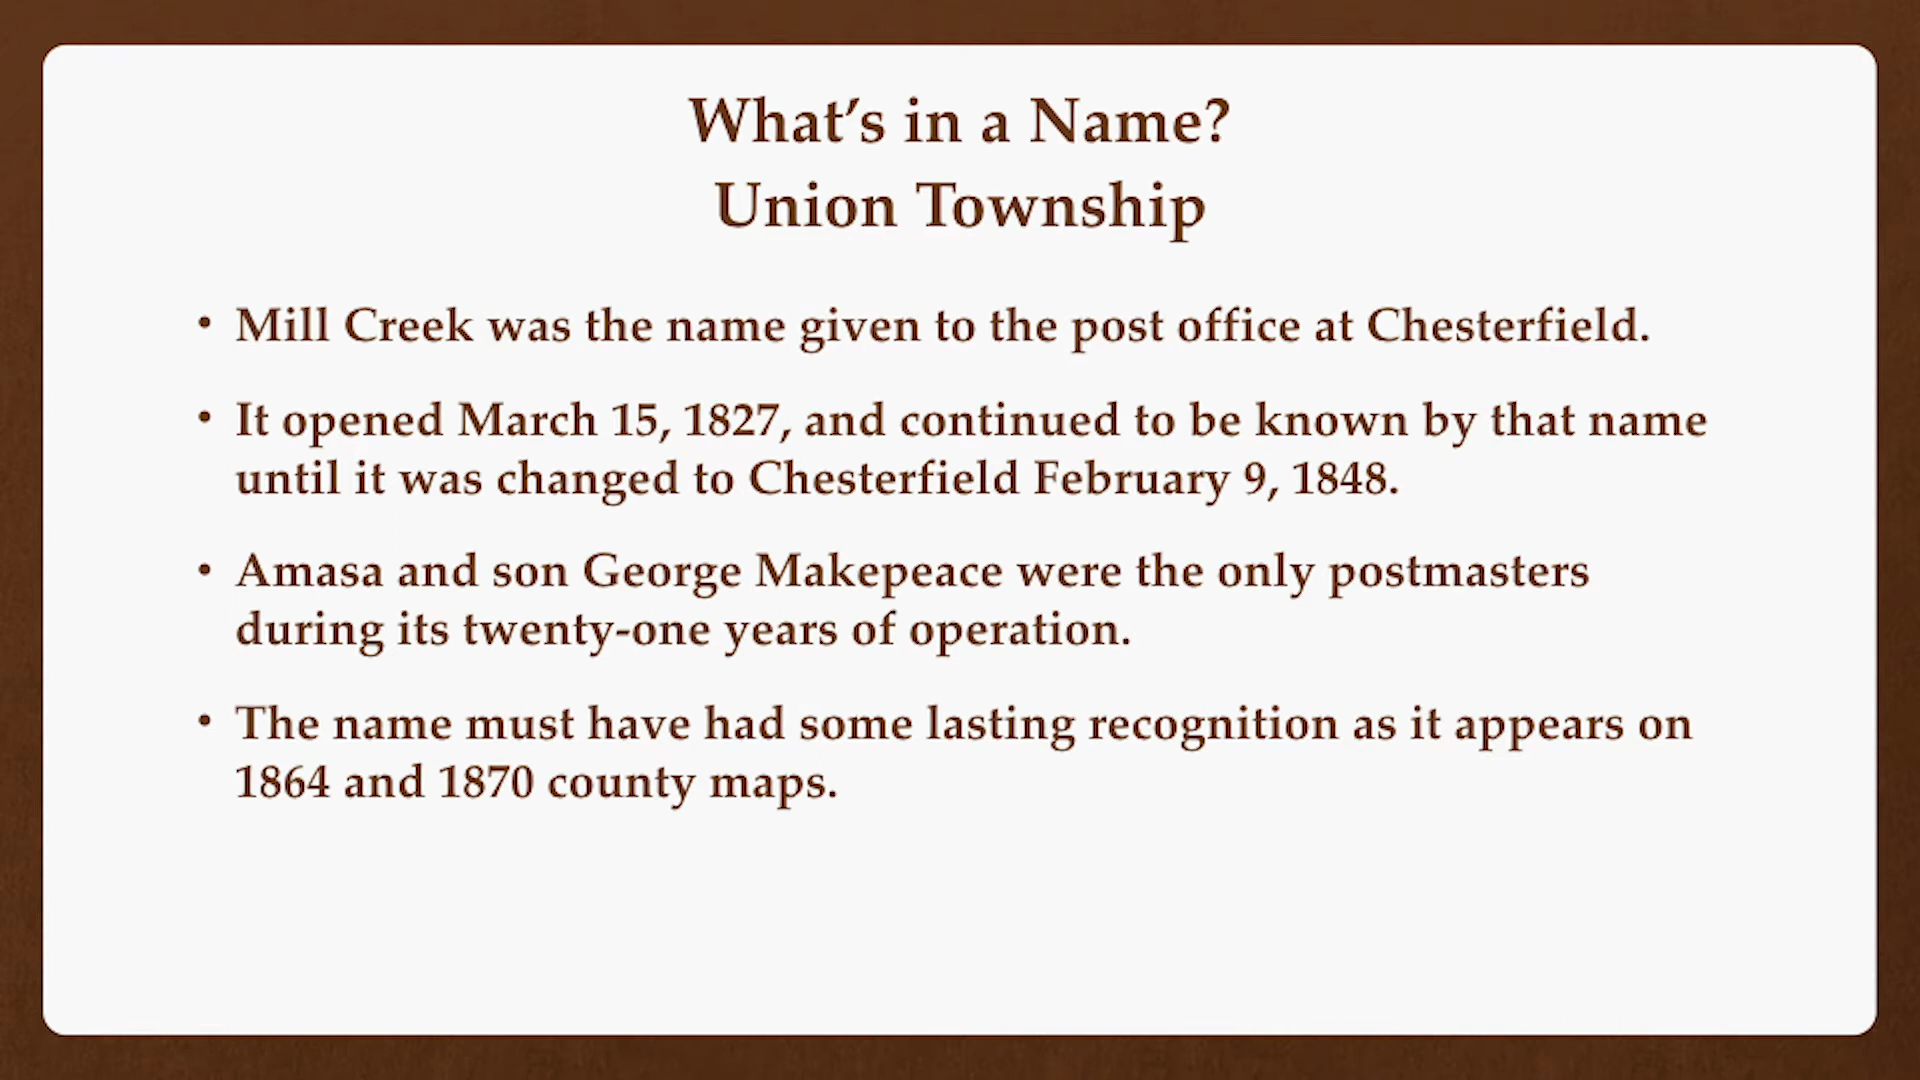 What’s in a Name?
Union Township
• Mill Creek was the name given to the post office at Chesterfield.
• It opened March 15, 1827, and continued to be known by that name
until it was changed to Chesterfield February 9, 1848.
• Amasa and son George Makepeace were the only postmasters
during its twenty-one years of operation.
• The name must have had some lasting recognition as it appears on
1864 and 1870 county maps.